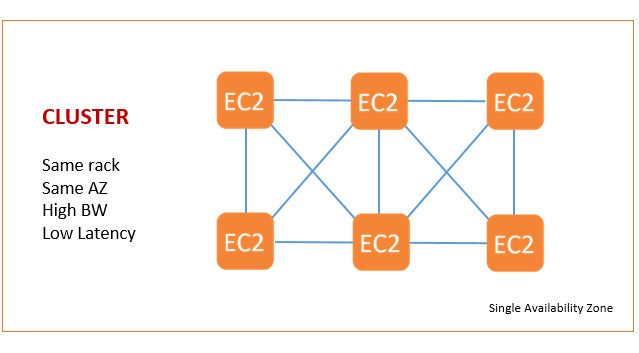 CLUSTER
Same rack
Same AZ
High BW
Low Latency
EC2 EC2 EC2
EC2 EC2 EC2
Single Availability Zone